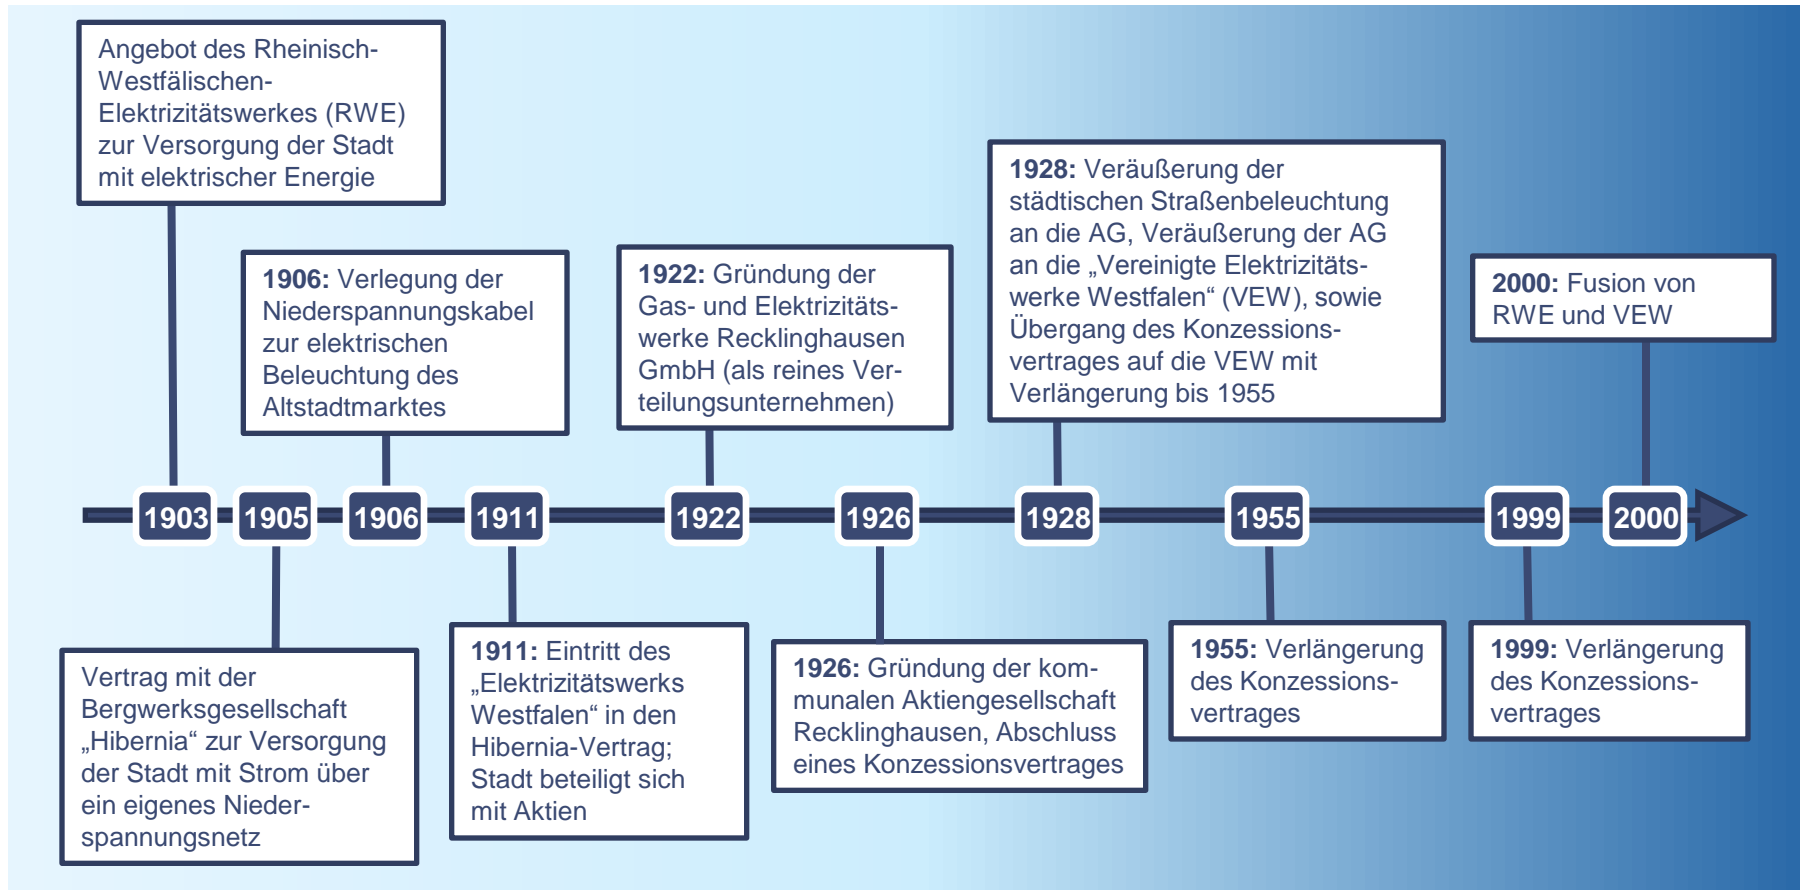 Angebot des Rheinisch-
Westfälischen-
Elektrizitätswerkes (RWE)
zur Versorgung der Stadt
mit elektrischer Energie
1906: Verlegung der
Niederspannungskabel
zur elektrischen
Beleuchtung des
Altstadtmarktes
1922: Gründung der
Gas- und Elektrizitäts-
werke Recklinghausen
GmbH (als reines Ver-
teilungsunternehmen)
1928: Veräußerung der
städtischen Straßenbeleuchtung
an die AG, Veräußerung der AG
an die „Vereinigte Elektrizitäts-
werke Westfalen“ (VEW), sowie
Übergang des Konzessions-
vertrages auf die VEW mit
Verlängerung bis 1955
2000: Fusion von
RWE und VEW
1903 1905 1906 1911 1922 1926 1928 1955 1999 2000
Vertrag mit der
Bergwerksgesellschaft
„Hibernia“ zur Versorgung
der Stadt mit Strom über
ein eigenes Nieder-
spannungsnetz
1911: Eintritt des
„Elektrizitätswerks
Westfalen“ in den
Hibernia-Vertrag;
Stadt beteiligt sich
mit Aktien
1926: Gründung der kom-
munalen Aktiengesellschaft
Recklinghausen, Abschluss
eines Konzessionsvertrages
1955: Verlängerung
des Konzessions-
vertrages
1999: Verlängerung
des Konzessions-
vertrages